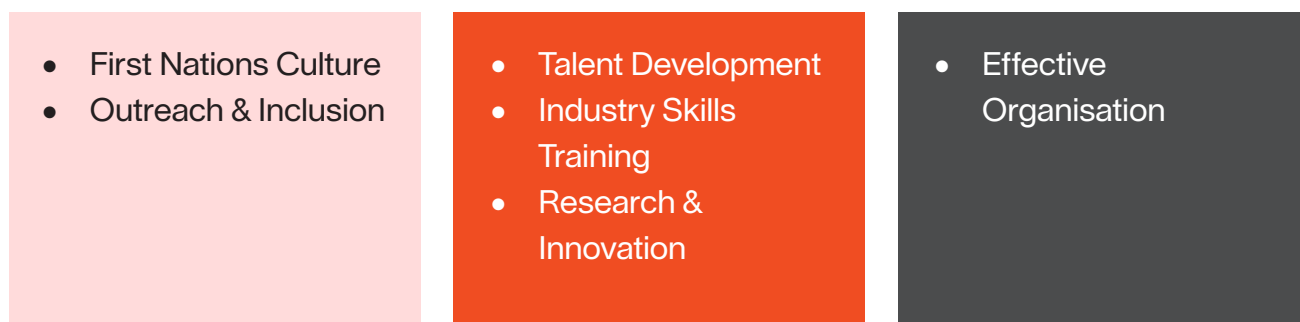 • First Nations Culture
• Outreach & Inclusion
• Talent Development
• Industry Skills
Training
• Research &
Innovation
• Effective
Organisation